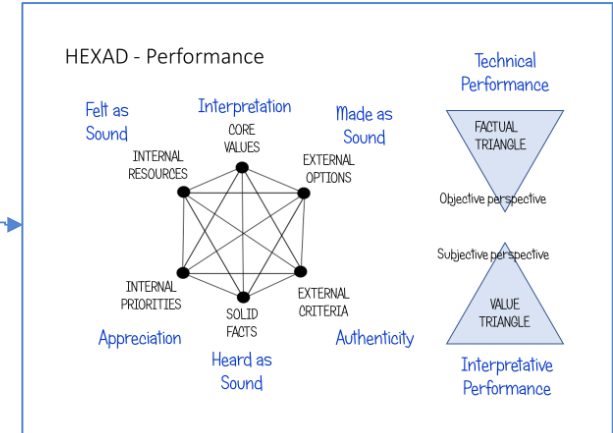 HEXAD - Performance
Technical
Performance
Felt as
Sound
Interpretation
Made as
Sound
CORE
VALUES
INTERNAL
RESOURCES
EXTERNAL
OPTIONS
INTERNAL
PRIORITIES
SOLID
FACTS
EXTERNAL
CRITERIA
Appreciation
Heard as
Sound
Authenticity
FACTUAL
TRIANGLE
Objective perspective
Subjective perspective
VALUE
TRIANGLE
Interpretative
Performance